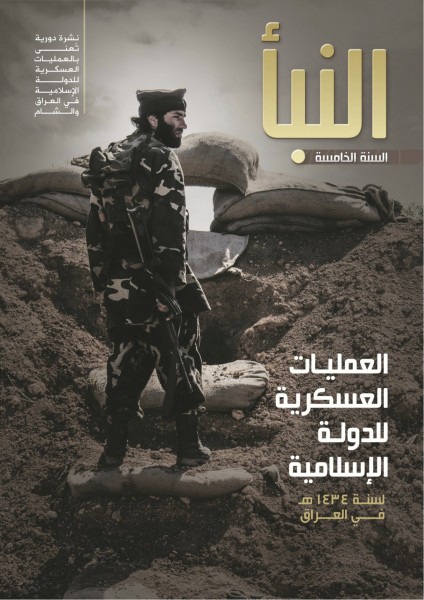 نشرة دورية
تُعنى
بالعمليات
العسكرية
للدولة
الإسلامية
في العراق
والشام
النبأ
السنة الخامسة
العمليات
العسكرية
للدولة
الإسلامية
لسنة ١٤٣٤ هـ
في العراق